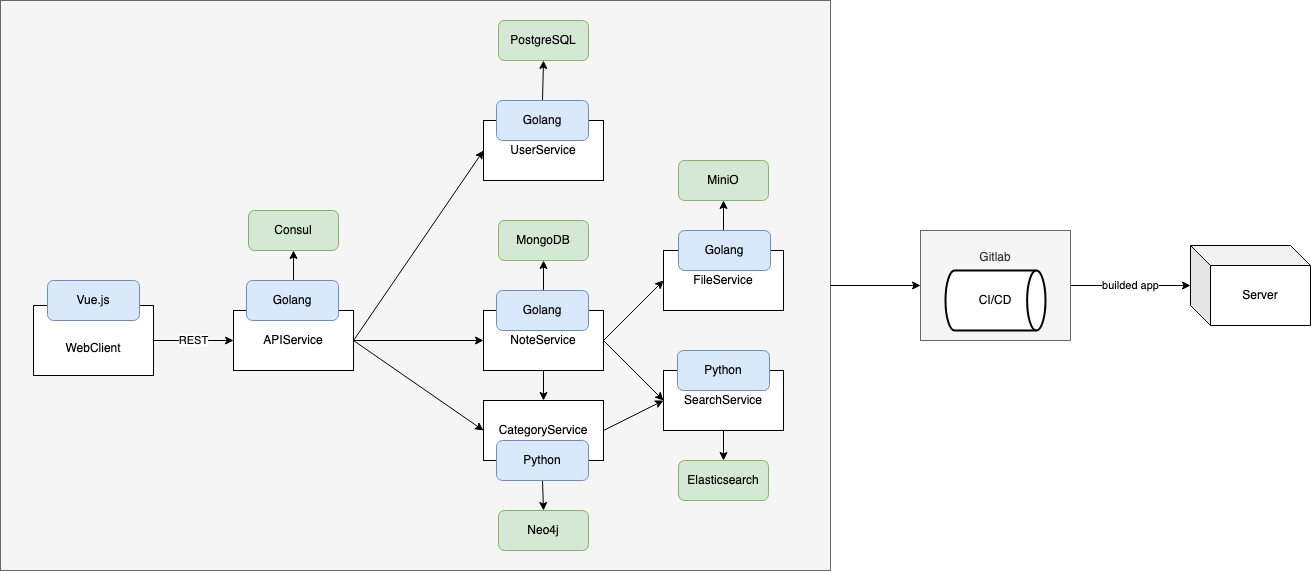 PostgreSQL
Golang
UserService
MiniO
Consul
MongoDB
Golang
FileService
Gitlab
CI/CD
builded app
Server
Vue.js
WebClient
REST
Golang
APIService
Golang
NoteService
Python
SearchService
CategoryService
Python
Elasticsearch
Neo4j